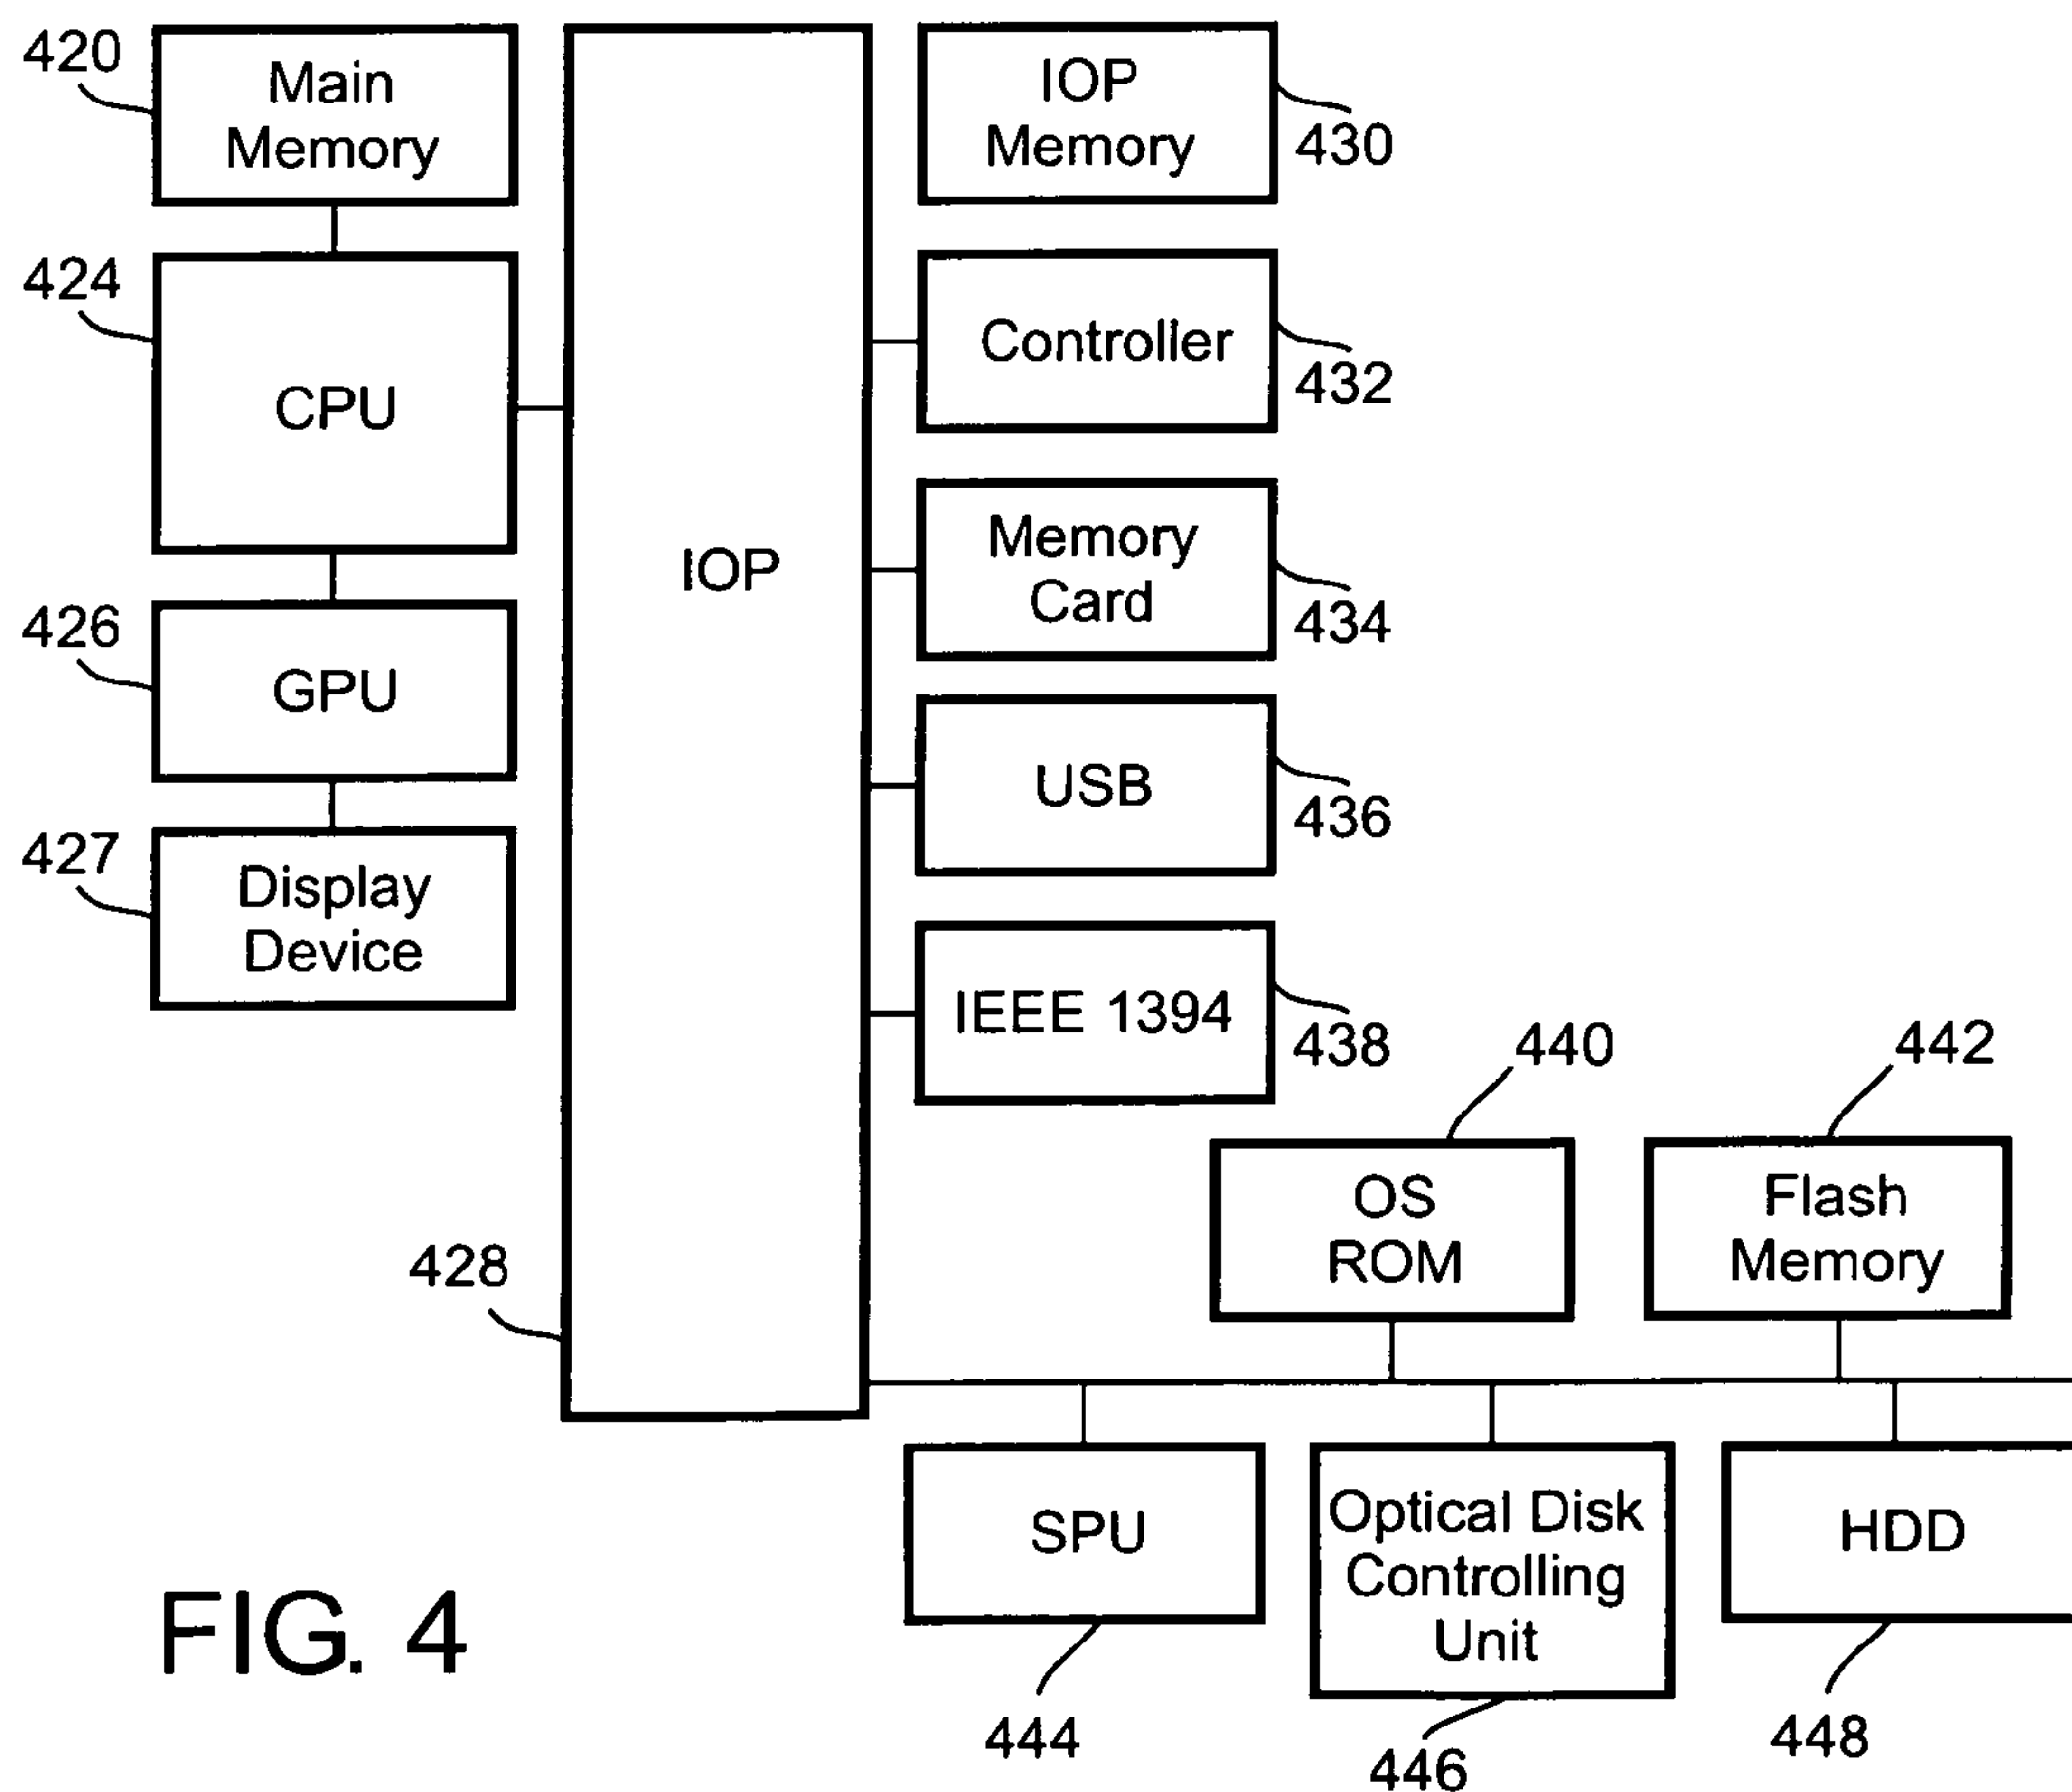 420
Main
Memory
424
CPU
426
GPU
427
Display
Device
IOP
428
IOP
Memory
430
Controller
432
Memory
Card
434
USB
436
IEEE 1394
438
440
OS
ROM
442
Flash
Memory
SPU
444
Optical Disk
Controlling
Unit
446
HDD
448
FIG. 4